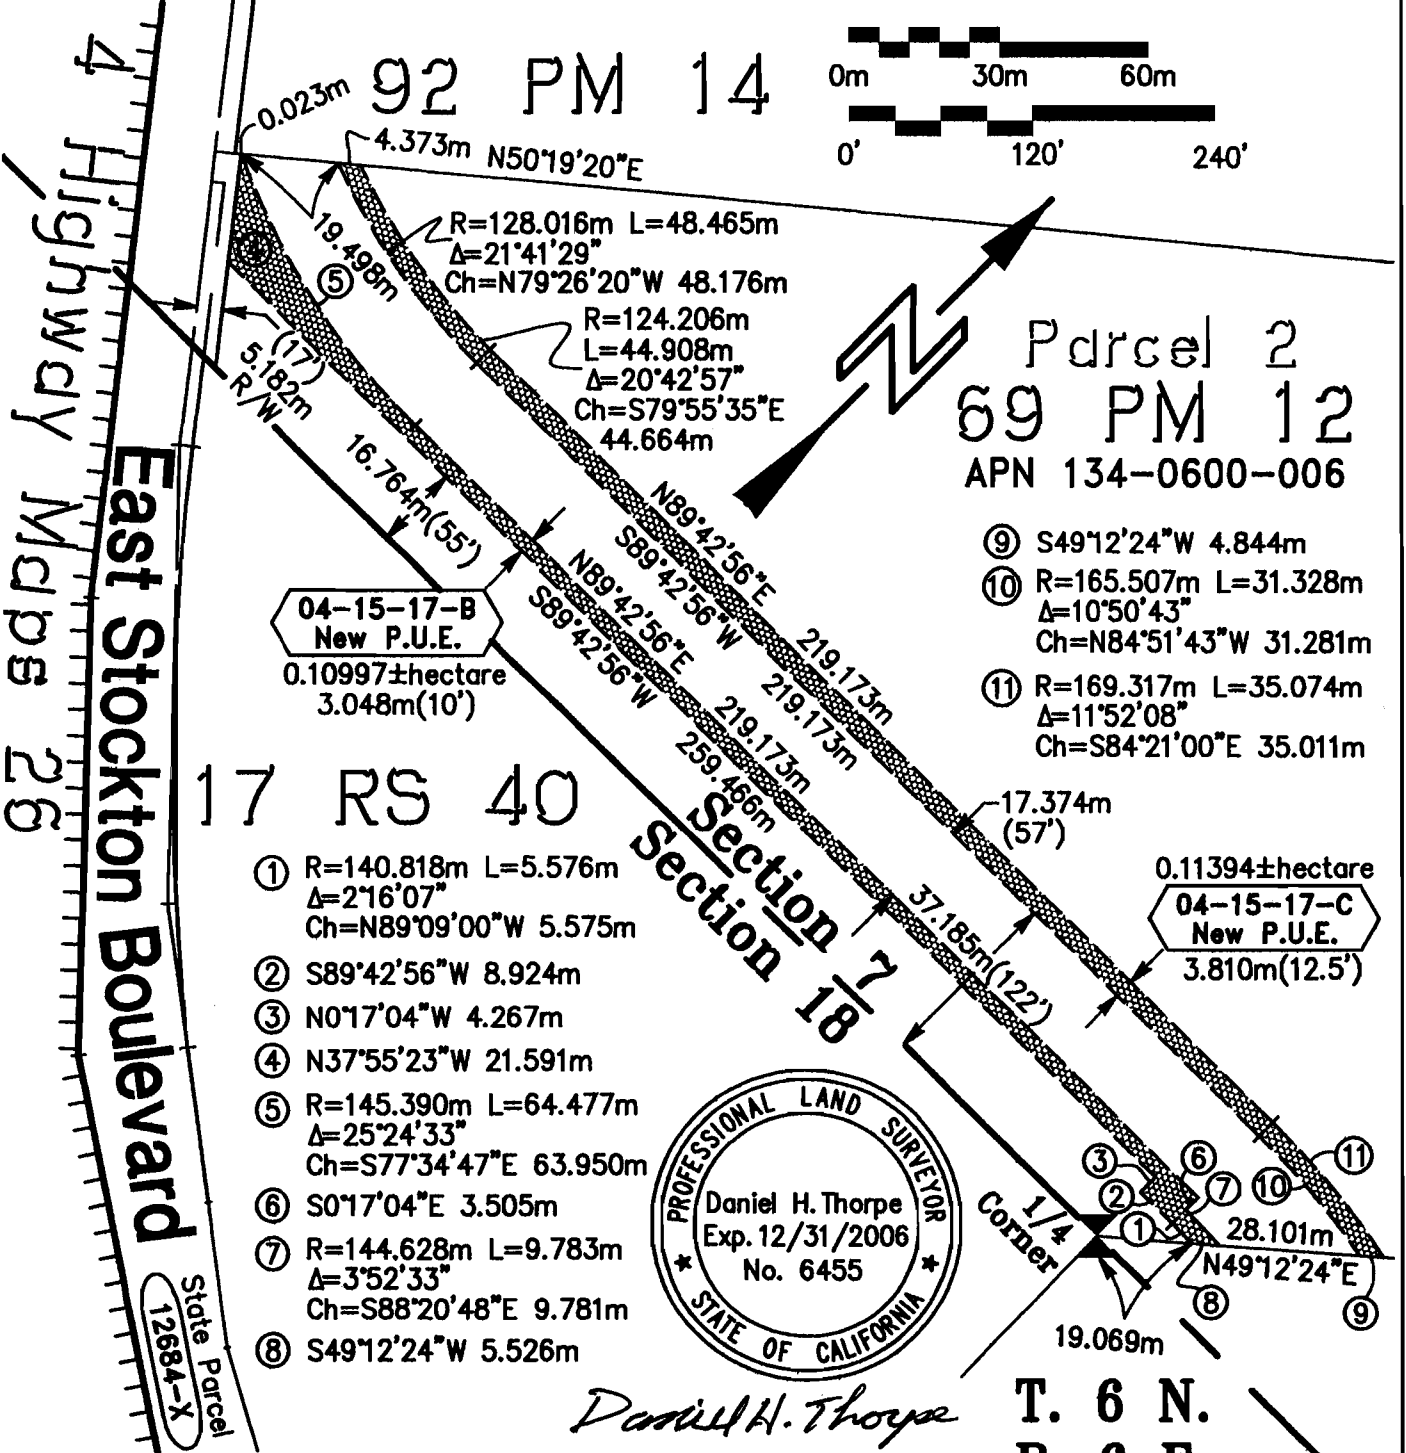 92 PM 14
0m 30m 60m
0' 120' 240'
0.023m
4.373m N50°19'20"E
19.498m
R=128.016m L=48.465m
Δ=21°41'29"
Ch=N79°26'20"W 48.176m
R=124.206m
L=44.908m
Δ=20°42'57"
Ch=S79°55'35"E
44.664m
4 Highway Maps 26
4
5
(17')
5.182m
R/W
16.764m(55')
Parcel 2
69 PM 12
APN 134-0600-006
9 S49°12'24"W 4.844m
10 R=165.507m L=31.328m
Δ=10°50'43"
Ch=N84°51'43"W 31.281m
11 R=169.317m L=35.074m
Δ=11°52'08"
Ch=S84°21'00"E 35.011m
N89°42'56"E
S89°42'56"W
219.173m
219.173m
N89°42'56"E
S89°42'56"W
219.173m
259.466m
04-15-17-B
New P.U.E.
0.10997±hectare
3.048m(10')
East Stockton Boulevard
17 RS 40
Section 7
Section 18
17.374m
(57')
0.11394±hectare
04-15-17-C
New P.U.E.
3.810m(12.5')
37.185m(122')
1 R=140.818m L=5.576m
Δ=2°16'07"
Ch=N89°09'00"W 5.575m
2 S89°42'56"W 8.924m
3 N0°17'04"W 4.267m
4 N37°55'23"W 21.591m
5 R=145.390m L=64.477m
Δ=25°24'33"
Ch=S77°34'47"E 63.950m
6 S0°17'04"E 3.505m
7 R=144.628m L=9.783m
Δ=3°52'33"
Ch=S88°20'48"E 9.781m
8 S49°12'24"W 5.526m
PROFESSIONAL LAND SURVEYOR
Daniel H. Thorpe
Exp. 12/31/2006
No. 6455
STATE OF CALIFORNIA
Daniel H. Thorpe
3
2
1
6
7
10
11
28.101m
N49°12'24"E
8
9
1/4
Corner
19.069m
State Parcel
12684-X
T. 6 N.